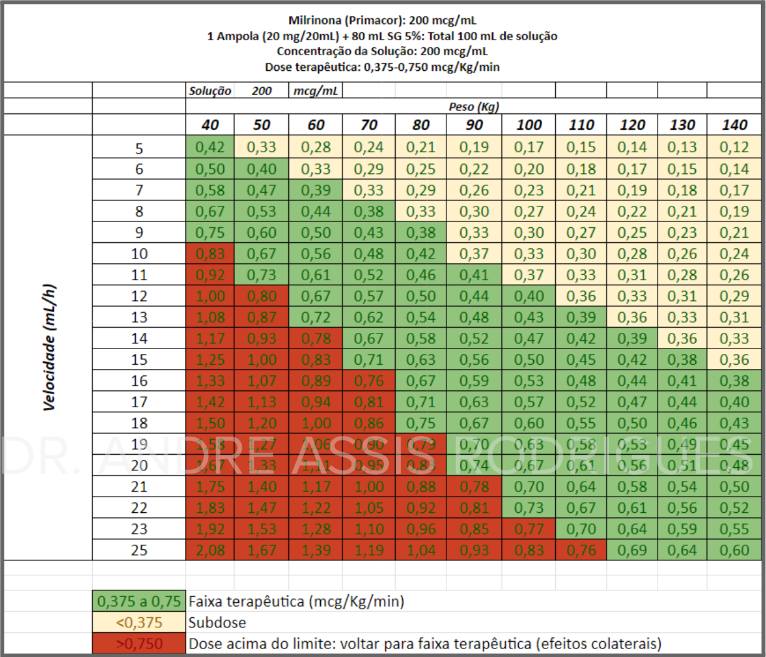 Milrinona (Primacor): 200 mcg/mL
1 Ampola (20 mg/20mL) + 80 mL SG 5%: Total 100 mL de solução
Concentração da Solução: 200 mcg/mL
Dose terapêutica: 0,375-0,750 mcg/Kg/min
Solução 200 mcg/mL
Peso (Kg)
40 50 60 70 80 90 100 110 120 130 140
Velocidade (mL/h)
5 0,42 0,33 0,28 0,24 0,21 0,19 0,17 0,15 0,14 0,13 0,12
6 0,50 0,40 0,33 0,29 0,25 0,22 0,20 0,18 0,17 0,15 0,14
7 0,58 0,47 0,39 0,33 0,29 0,26 0,23 0,21 0,19 0,18 0,17
8 0,67 0,53 0,44 0,38 0,33 0,30 0,27 0,24 0,22 0,21 0,19
9 0,75 0,60 0,50 0,43 0,38 0,33 0,30 0,27 0,25 0,23 0,21
10 0,83 0,67 0,56 0,48 0,42 0,37 0,33 0,30 0,28 0,26 0,24
11 0,92 0,73 0,61 0,52 0,46 0,41 0,37 0,33 0,31 0,28 0,26
12 1,00 0,80 0,67 0,57 0,50 0,44 0,40 0,36 0,33 0,31 0,29
13 1,08 0,87 0,72 0,62 0,54 0,48 0,43 0,39 0,36 0,33 0,31
14 1,17 0,93 0,78 0,67 0,58 0,52 0,47 0,42 0,39 0,36 0,33
15 1,25 1,00 0,83 0,71 0,63 0,56 0,50 0,45 0,42 0,38 0,36
16 1,33 1,07 0,89 0,76 0,67 0,59 0,53 0,48 0,44 0,41 0,38
17 1,42 1,13 0,94 0,81 0,71 0,63 0,57 0,52 0,47 0,44 0,40
18 1,50 1,20 1,00 0,86 0,75 0,67 0,60 0,55 0,50 0,46 0,43
19 1,58 1,27 1,06 0,90 0,79 0,70 0,63 0,58 0,53 0,49 0,45
DR. ANDRE ASSIS RODRIGUES
20 1,67 1,33 1,11 0,95 0,83 0,74 0,67 0,61 0,56 0,51 0,48
21 1,75 1,40 1,17 1,00 0,88 0,78 0,70 0,64 0,58 0,54 0,50
22 1,83 1,47 1,22 1,05 0,92 0,81 0,73 0,67 0,61 0,56 0,52
23 1,92 1,53 1,28 1,10 0,96 0,85 0,77 0,70 0,64 0,59 0,55
25 2,08 1,67 1,39 1,19 1,04 0,93 0,83 0,76 0,69 0,64 0,60
0,375 a 0,75 Faixa terapêutica (mcg/Kg/min)
<0,375 Subdose
>0,750 Dose acima do limite: voltar para faixa terapêutica (efeitos colaterais)